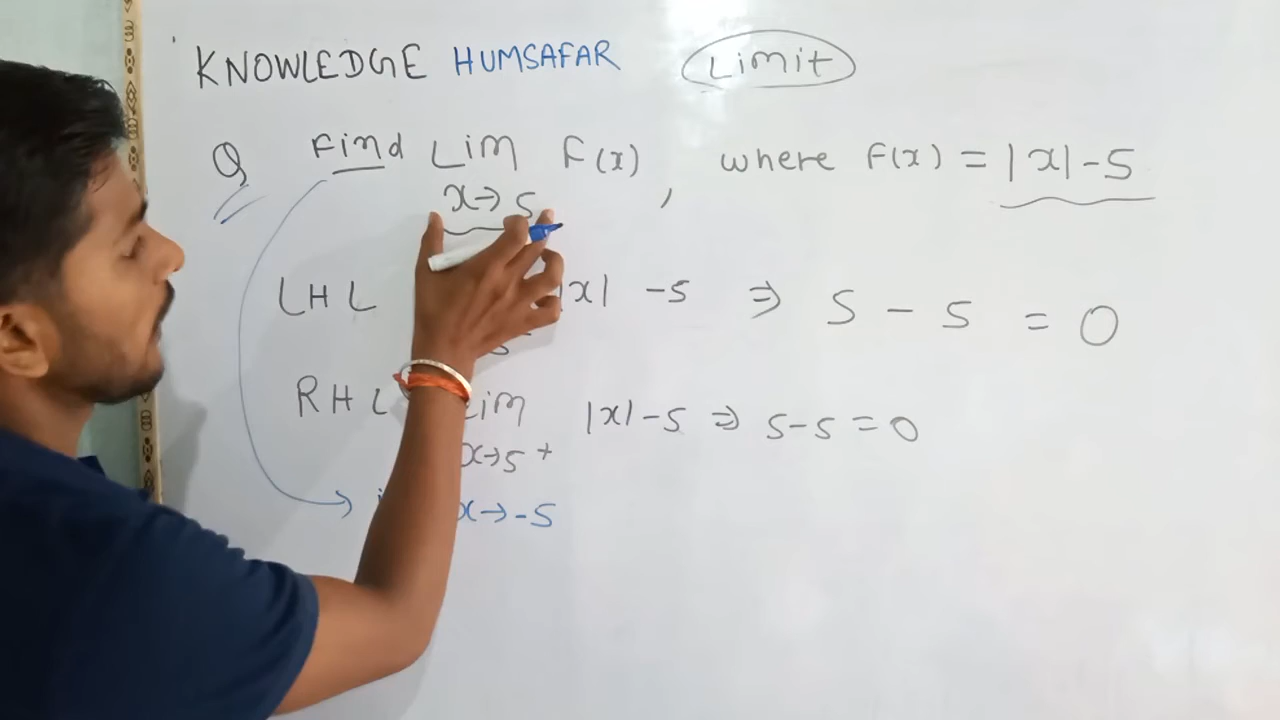 KNOWLEDGE HUMSAFAR Limit
Q Find Lim F(x), where F(x) = |x| - 5
x→5
LHL |x| - 5 ⇒ 5 - 5 = 0
5
RHL Lim |x| - 5 ⇒ 5 - 5 = 0
x→5+
x→-5